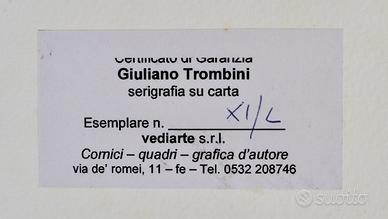 Certificato di Garanzia
Giuliano Trombini
serigrafia su carta
Esemplare n. XI/L
vediarte s.r.l.
Cornici – quadri – grafica d'autore
via de' romei, 11 – fe – Tel. 0532 208746
subito